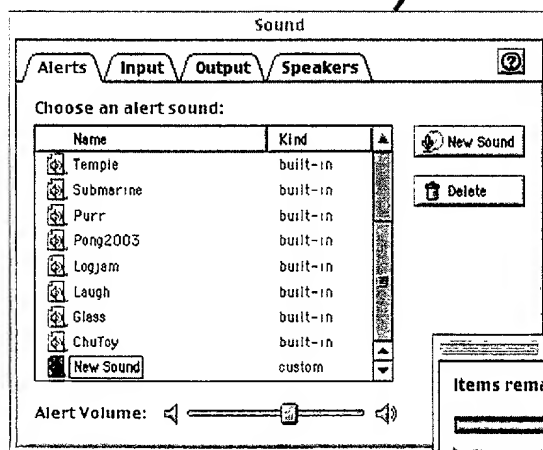 Sound
Alerts Input Output Speakers
Choose an alert sound:
Name Kind
New Sound
Temple built-in
Submarine built-in
Delete
Purr built-in
Pong2003 built-in
Logjam built-in
Laugh built-in
Glass built-in
ChuToy built-in
New Sound custom
Items rema
Alert Volume: